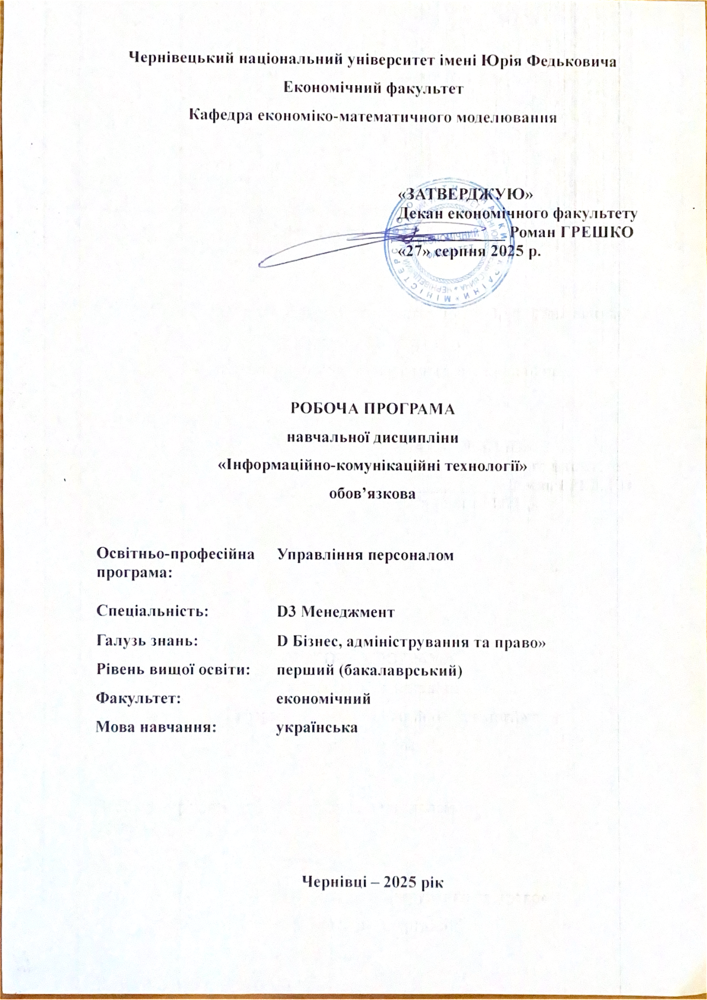 Чернівецький національний університет імені Юрія Федьковича
Економічний факультет
Кафедра економіко-математичного моделювання
«ЗАТВЕРДЖУЮ»
Декан економічного факультету
Роман ГРЕШКО
«27» серпня 2025 р.
ЕКОНОМІЧНИЙ
ФАКУЛЬТЕТ
РОБОЧА ПРОГРАМА
навчальної дисципліни
«Інформаційно-комунікаційні технології»
обов’язкова
Освітньо-професійна програма: Управління персоналом
Спеціальність: D3 Менеджмент
Галузь знань: D Бізнес, адміністрування та право»
Рівень вищої освіти: перший (бакалаврський)
Факультет: економічний
Мова навчання: українська
Чернівці – 2025 рік